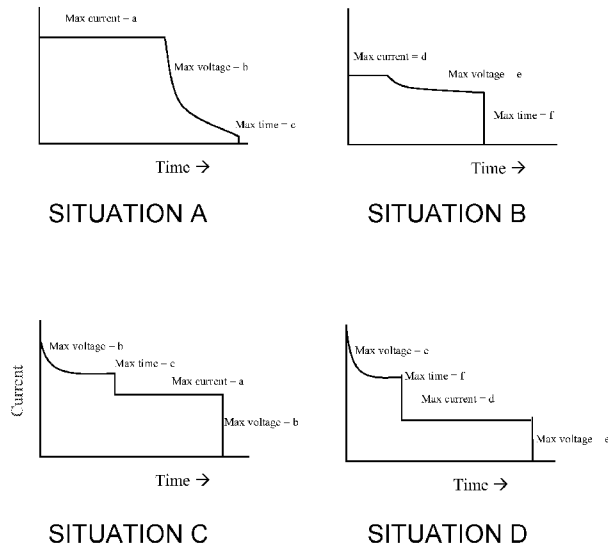 Max current – a
Max voltage – b
Max time = c
Time →
SITUATION A
Max current = d
Max voltage – e
Max time = f
Time →
SITUATION B
Current
Max voltage – b
Max time – c
Max current – a
Max voltage – b
Time →
SITUATION C
Max voltage – e
Max time = f
Max current = d
Max voltage = e
Time →
SITUATION D